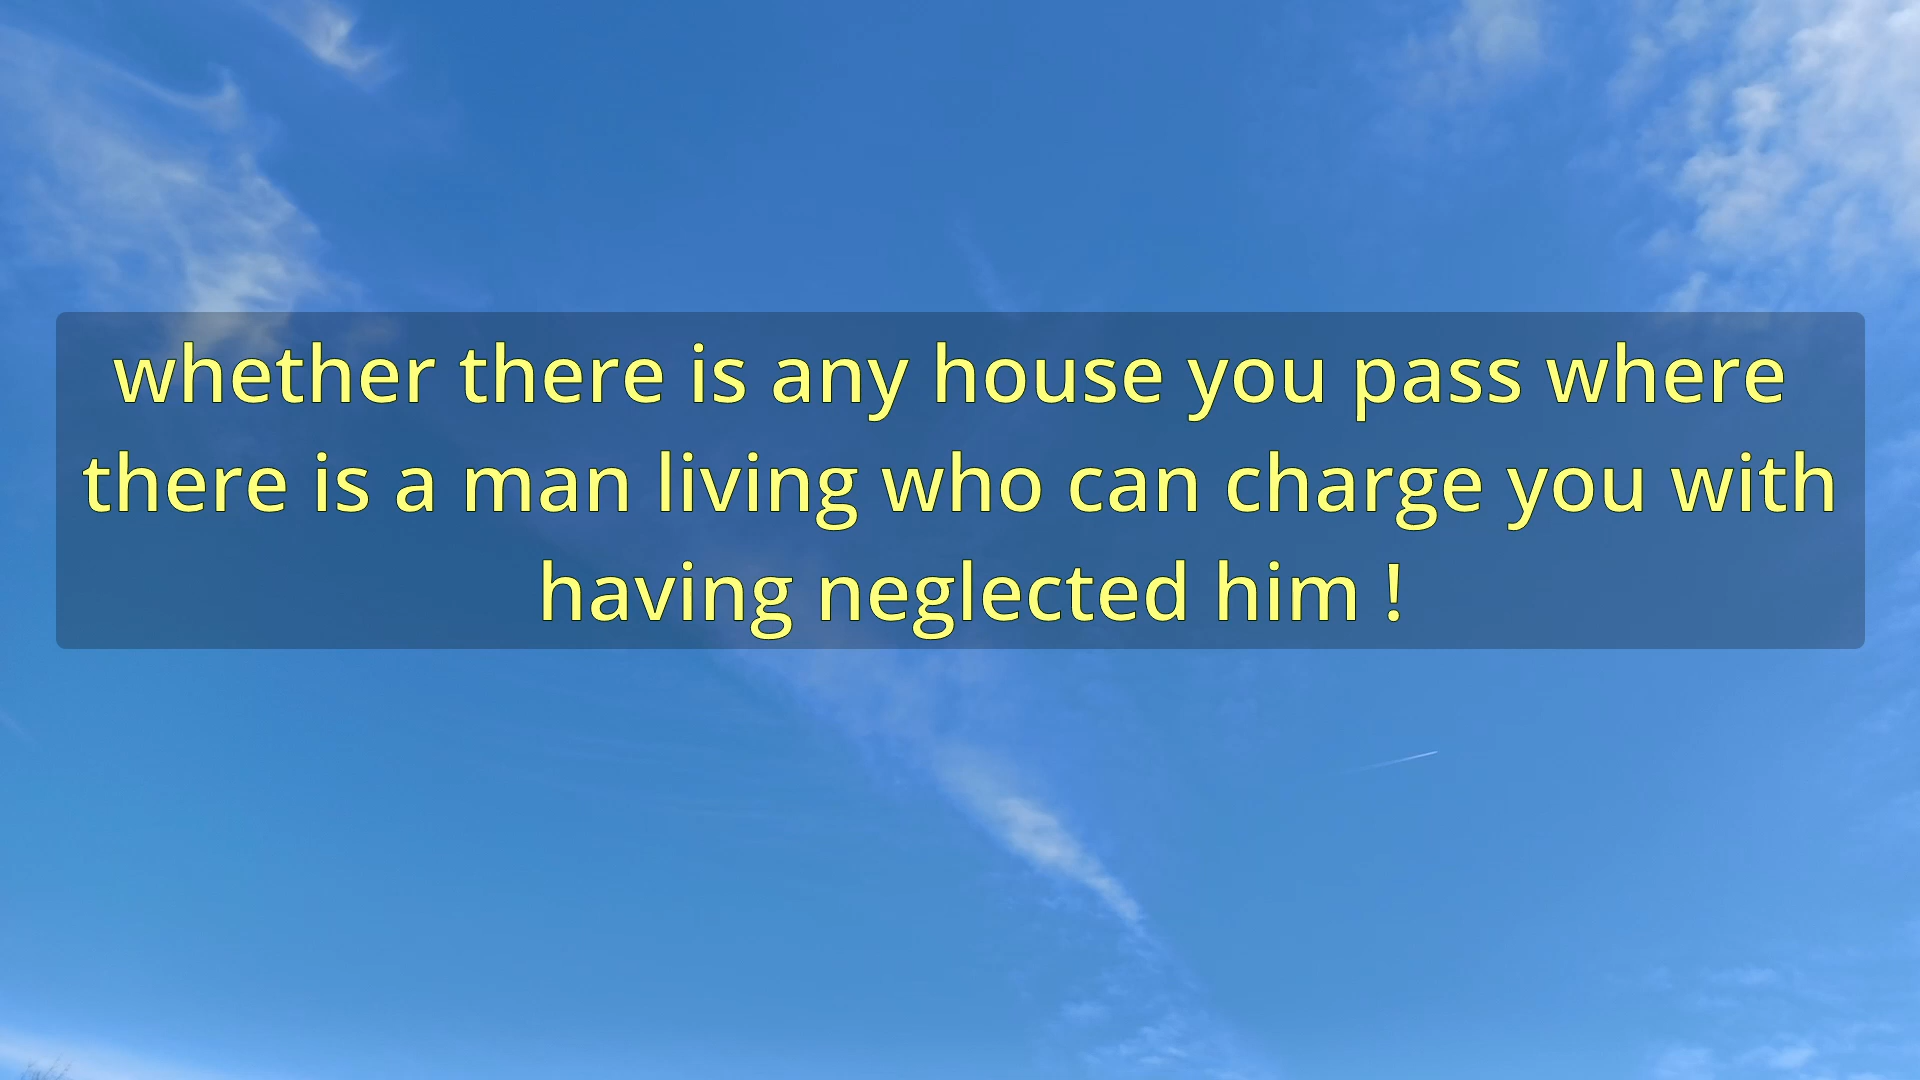 whether there is any house you pass where
there is a man living who can charge you with
having neglected him !